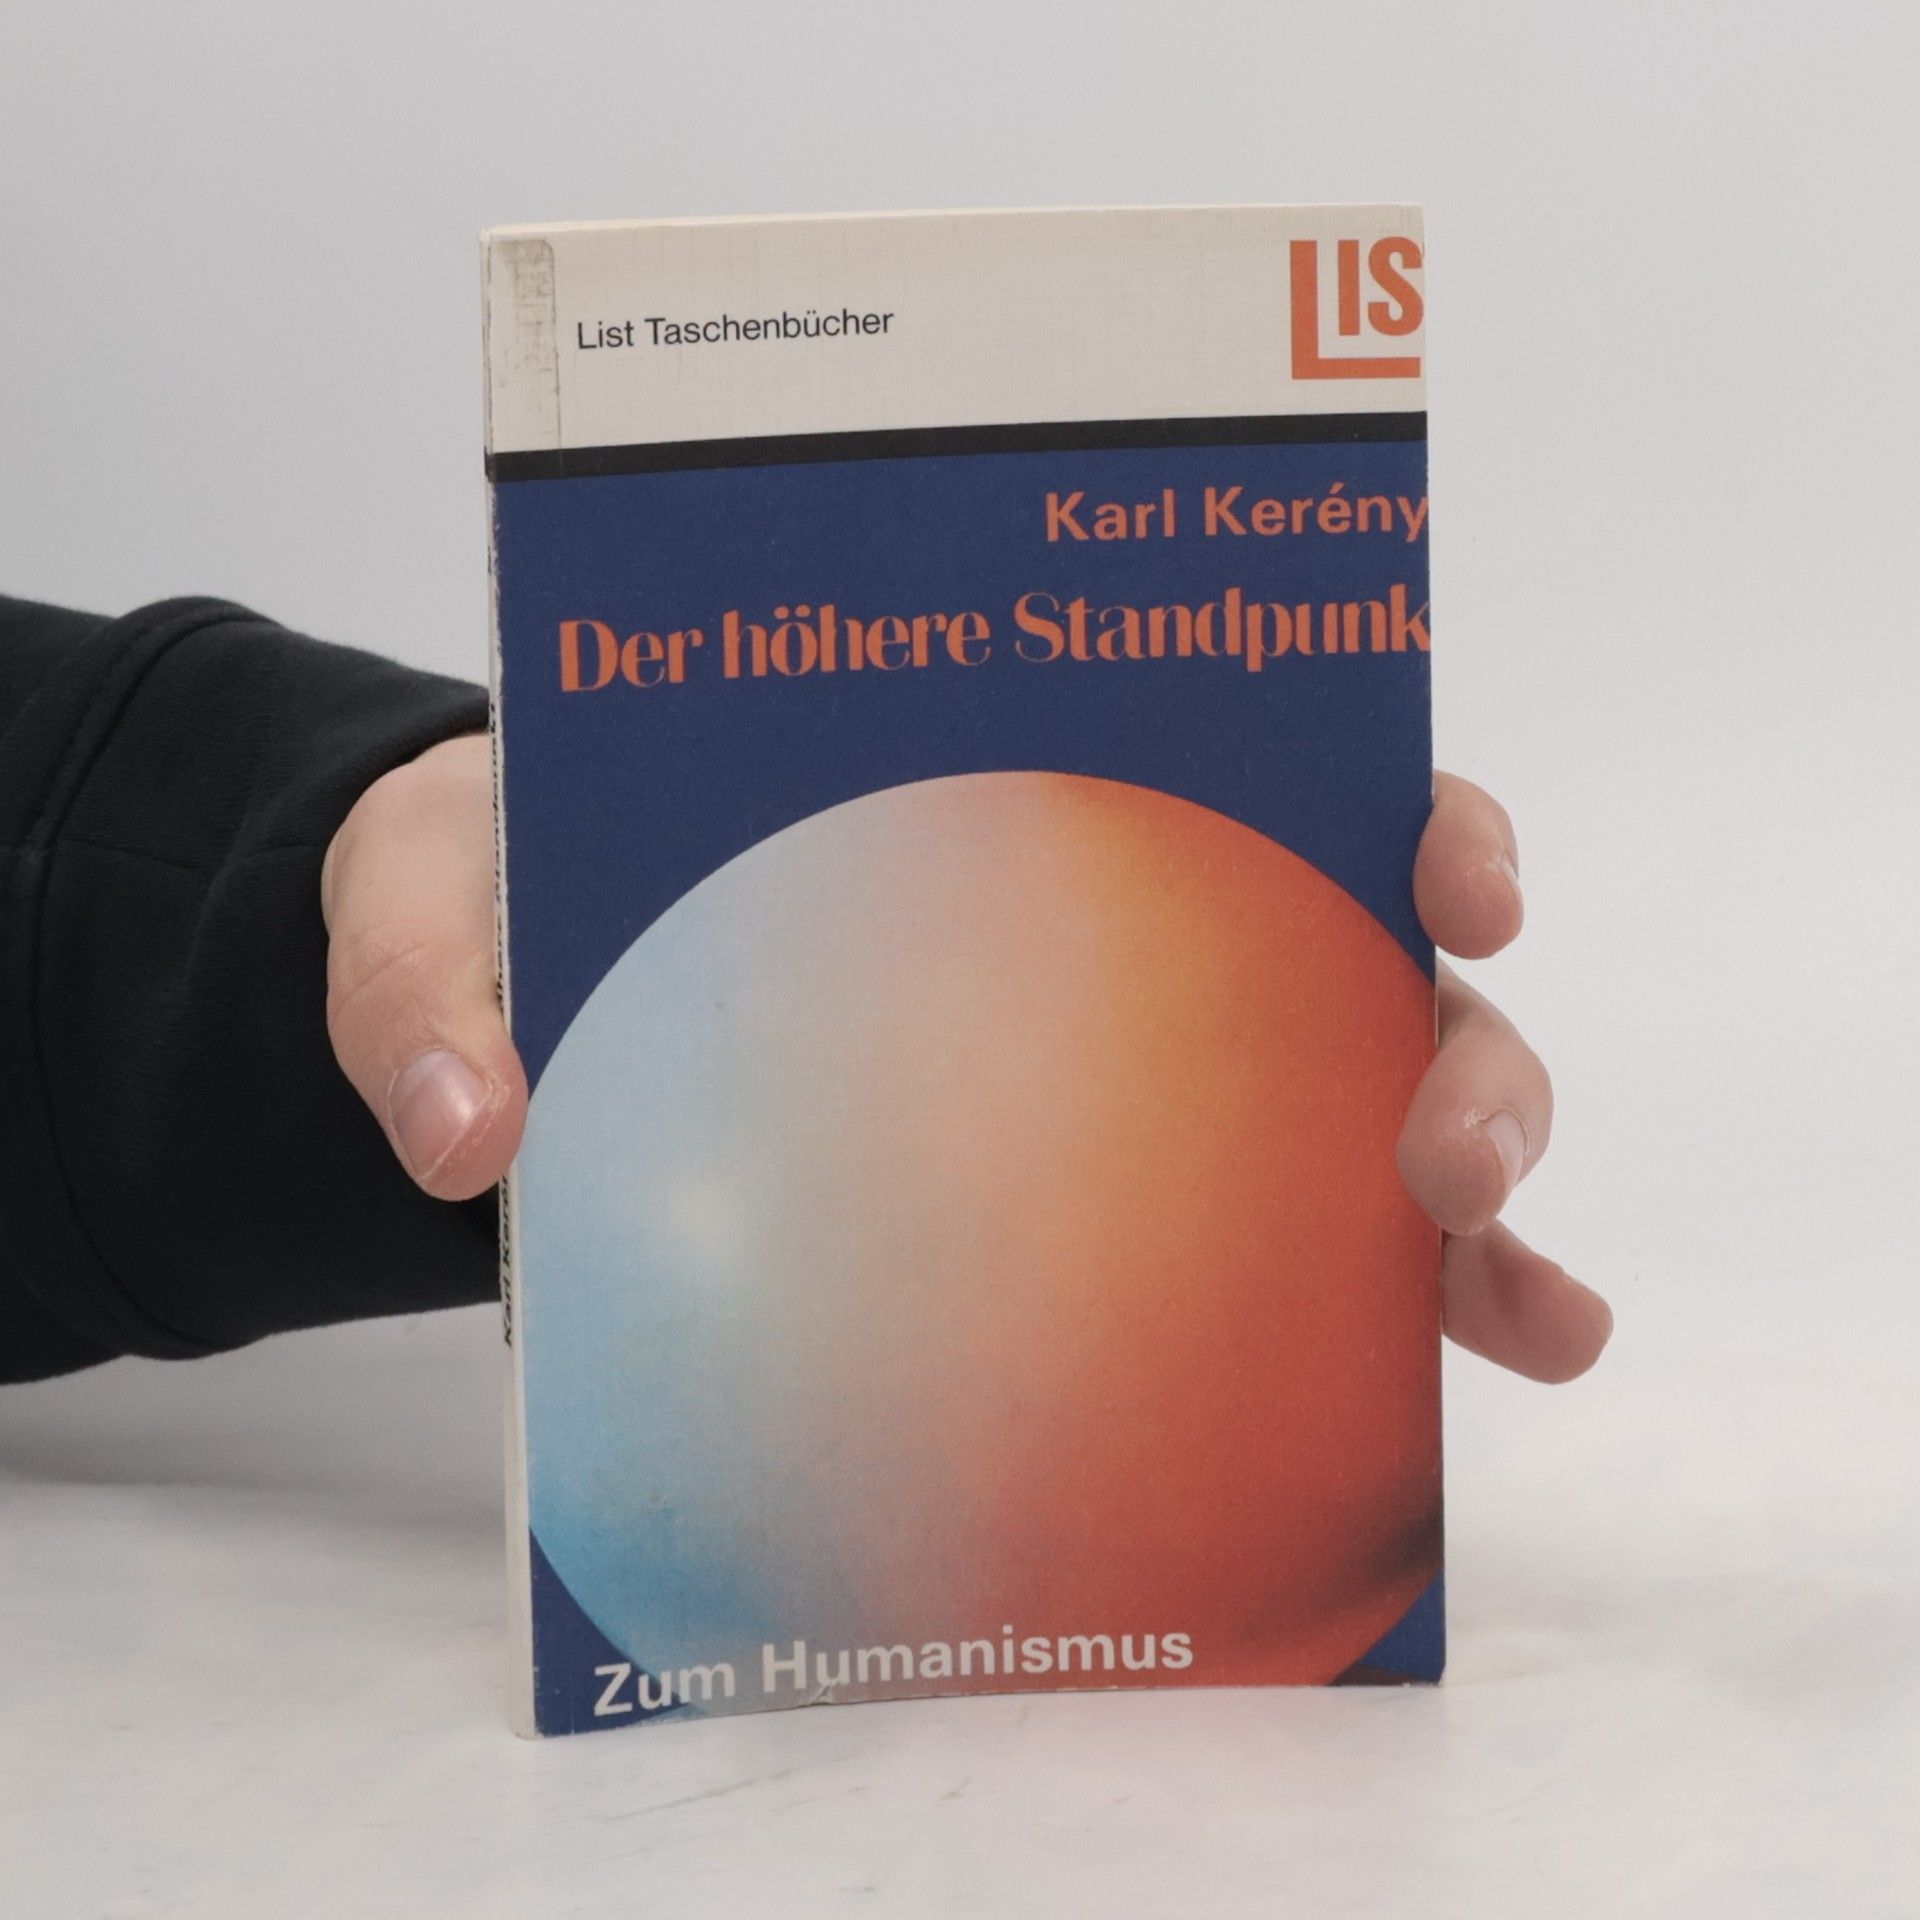 List Taschenbücher
LIS
Karl Kerény
Der höhere Standpunk
Zum Humanismus